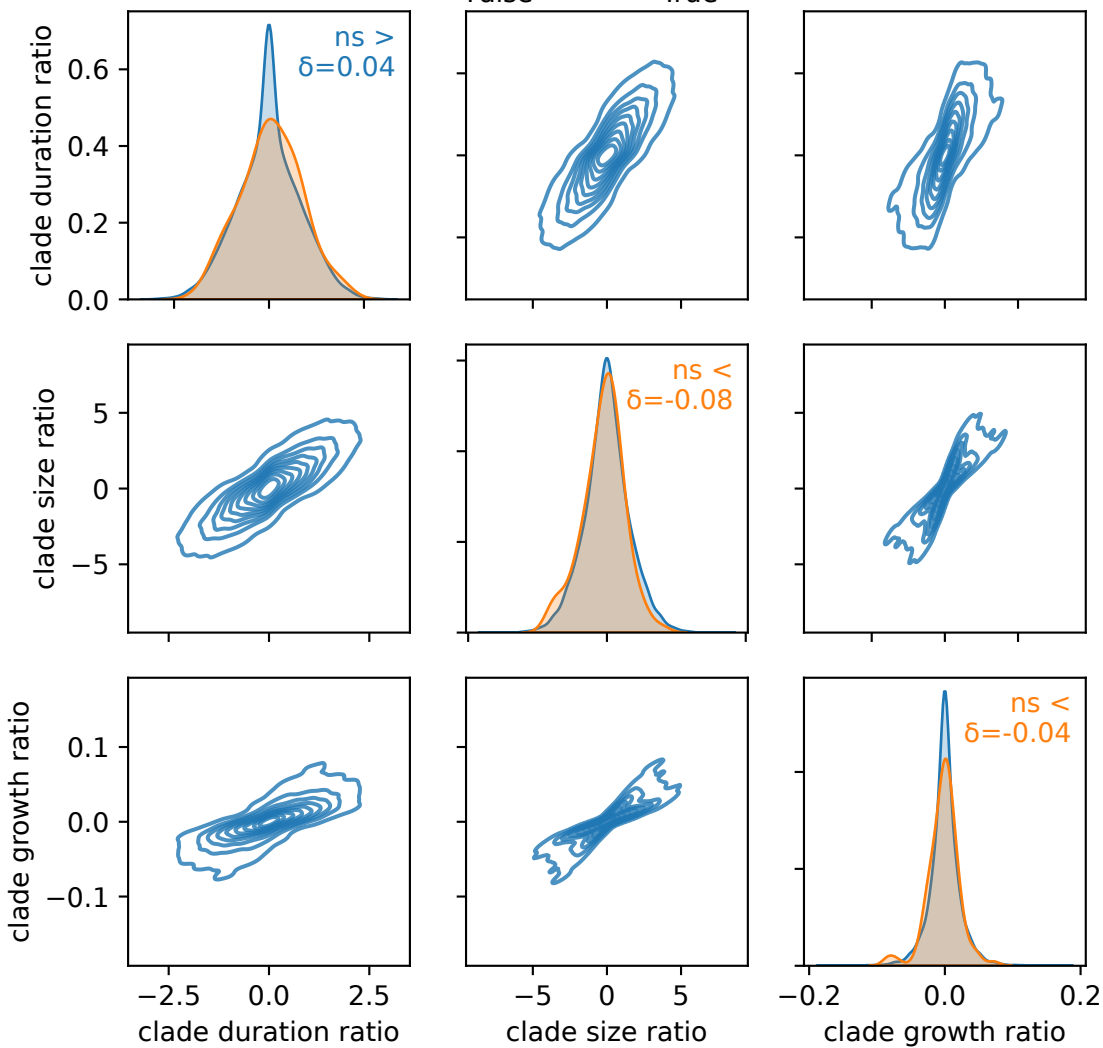 clade duration ratio
0.6
0.4
0.2
0.0
ns >
δ=0.04
clade size ratio
5
0
−5
ns <
δ=-0.08
clade growth ratio
0.1
0.0
−0.1
ns <
δ=-0.04
−2.5 0.0 2.5
−5 0 5
−0.2 0.0 0.2
clade duration ratio
clade size ratio
clade growth ratio